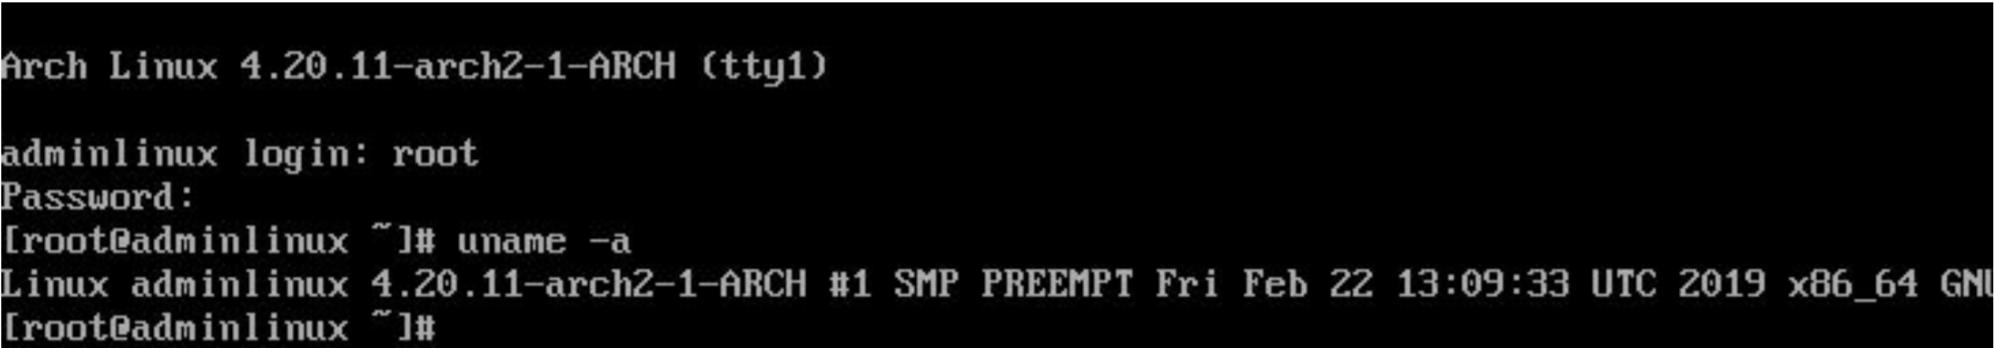 Arch Linux 4.20.11-arch2-1-ARCH (tty1)
adminlinux login: root
Password:
[root@adminlinux ~]# uname -a
Linux adminlinux 4.20.11-arch2-1-ARCH #1 SMP PREEMPT Fri Feb 22 13:09:33 UTC 2019 x86_64
[root@adminlinux ~]#